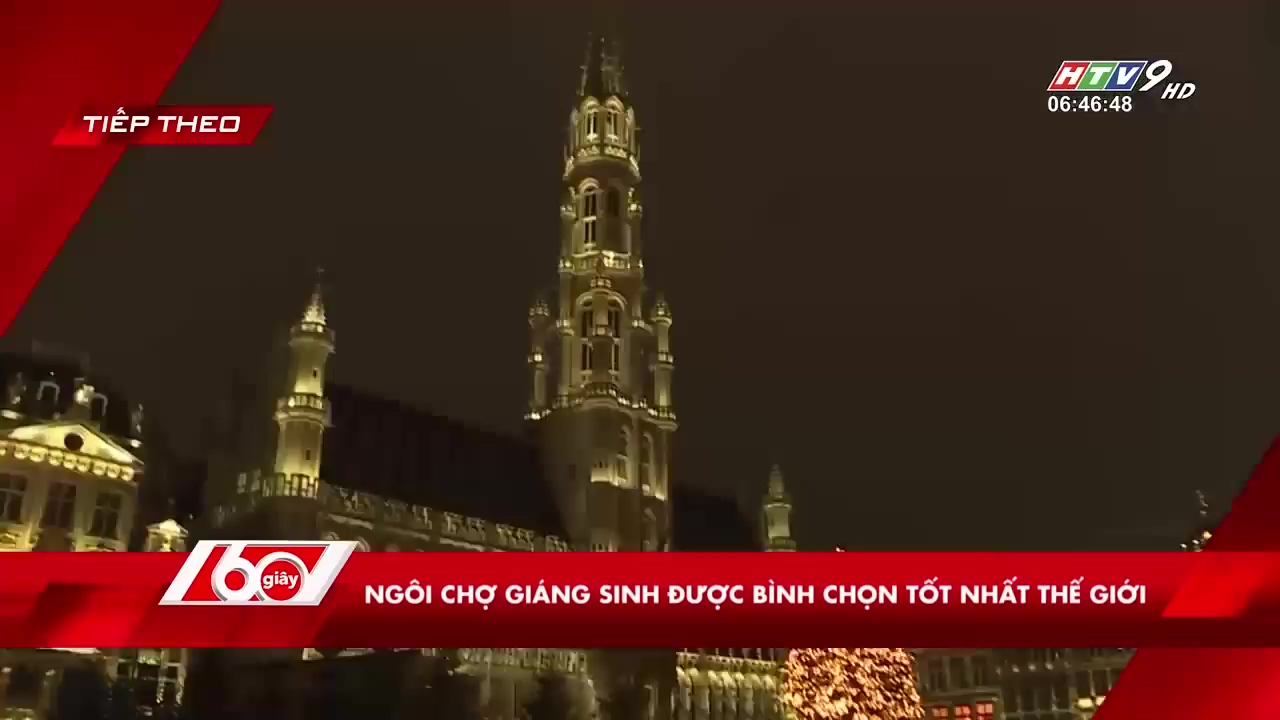 HTV9 HD
06:46:48
TIẾP THEO
60 giây
NGÔI CHỢ GIÁNG SINH ĐƯỢC BÌNH CHỌN TỐT NHẤT THẾ GIỚI